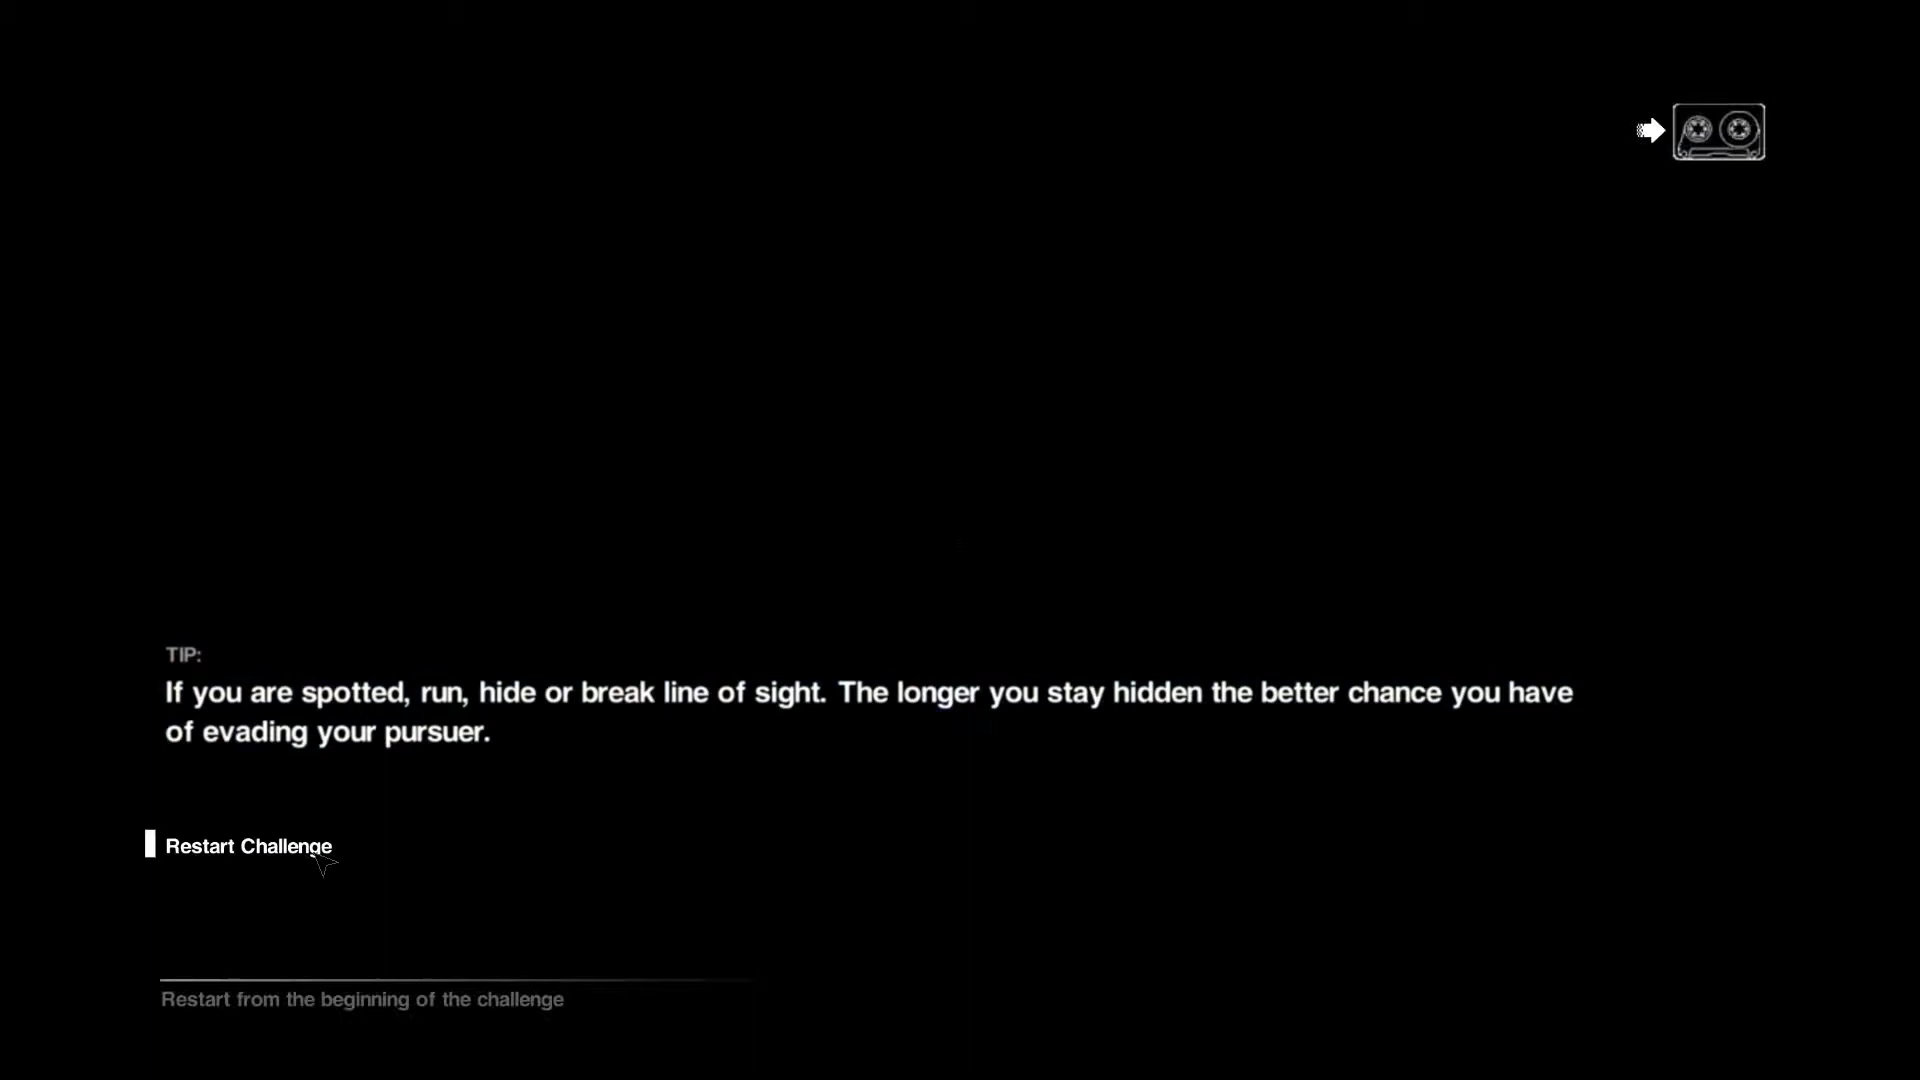 TIP:
If you are spotted, run, hide or break line of sight. The longer you stay hidden the better chance you have
of evading your pursuer.
Restart Challenge
Restart from the beginning of the challenge